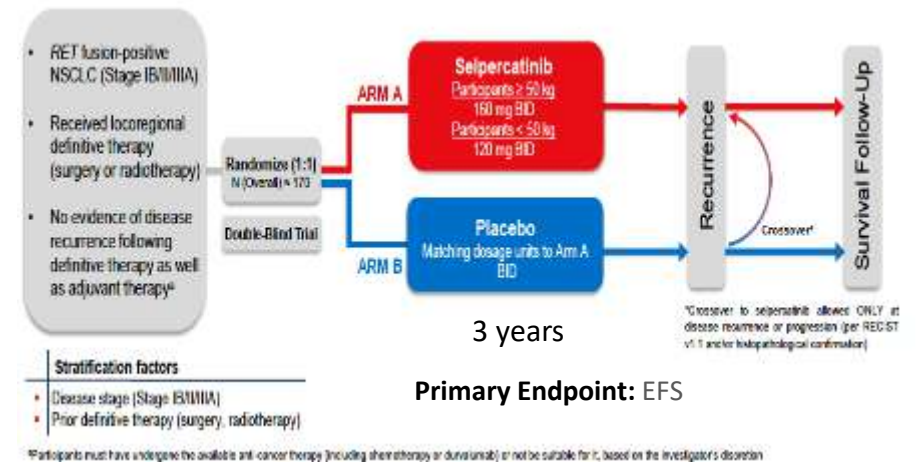 • RET fusion-positive
NSCLC (Stage IB/II/IIIA)
• Received locoregional
definitive therapy
(surgery or radiotherapy)
• No evidence of disease
recurrence following
definitive therapy as well
as adjuvant therapyª
Randomize (1:1)
N (Overall) ≈ 170
Double-Blind Trial
ARM A
Selpercatinib
Participants ≥ 50 kg
160 mg BID
Participants < 50 kg
120 mg BID
ARM B
Placebo
Matching dosage units to Arm A
BID
Recurrence
Crossover*
Survival Follow-Up
*Crossover to selpercatinib allowed ONLY at
disease recurrence or progression (per RECIST
v1.1 and/or histopathological confirmation)
3 years
Primary Endpoint: EFS
Stratification factors
• Disease stage (Stage IB/II/IIIA)
• Prior definitive therapy (surgery, radiotherapy)
ªParticipants must have undergone the available anti-cancer therapy (including chemotherapy or durvalumab) or not be suitable for it, based on the investigator's discretion